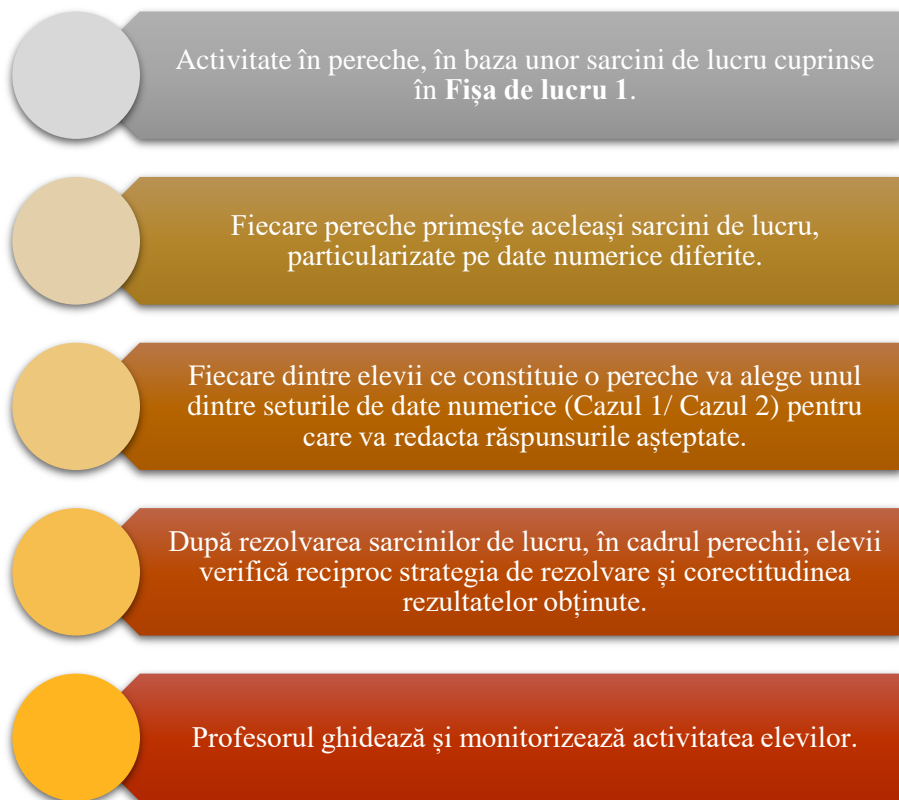 Activitate în pereche, în baza unor sarcini de lucru cuprinse
în Fișa de lucru 1.
Fiecare pereche primește aceleași sarcini de lucru,
particularizate pe date numerice diferite.
Fiecare dintre elevii ce constituie o pereche va alege unul
dintre seturile de date numerice (Cazul 1/ Cazul 2) pentru
care va redacta răspunsurile așteptate.
După rezolvarea sarcinilor de lucru, în cadrul perechii, elevii
verifică reciproc strategia de rezolvare și corectitudinea
rezultatelor obținute.
Profesorul ghidează și monitorizează activitatea elevilor.